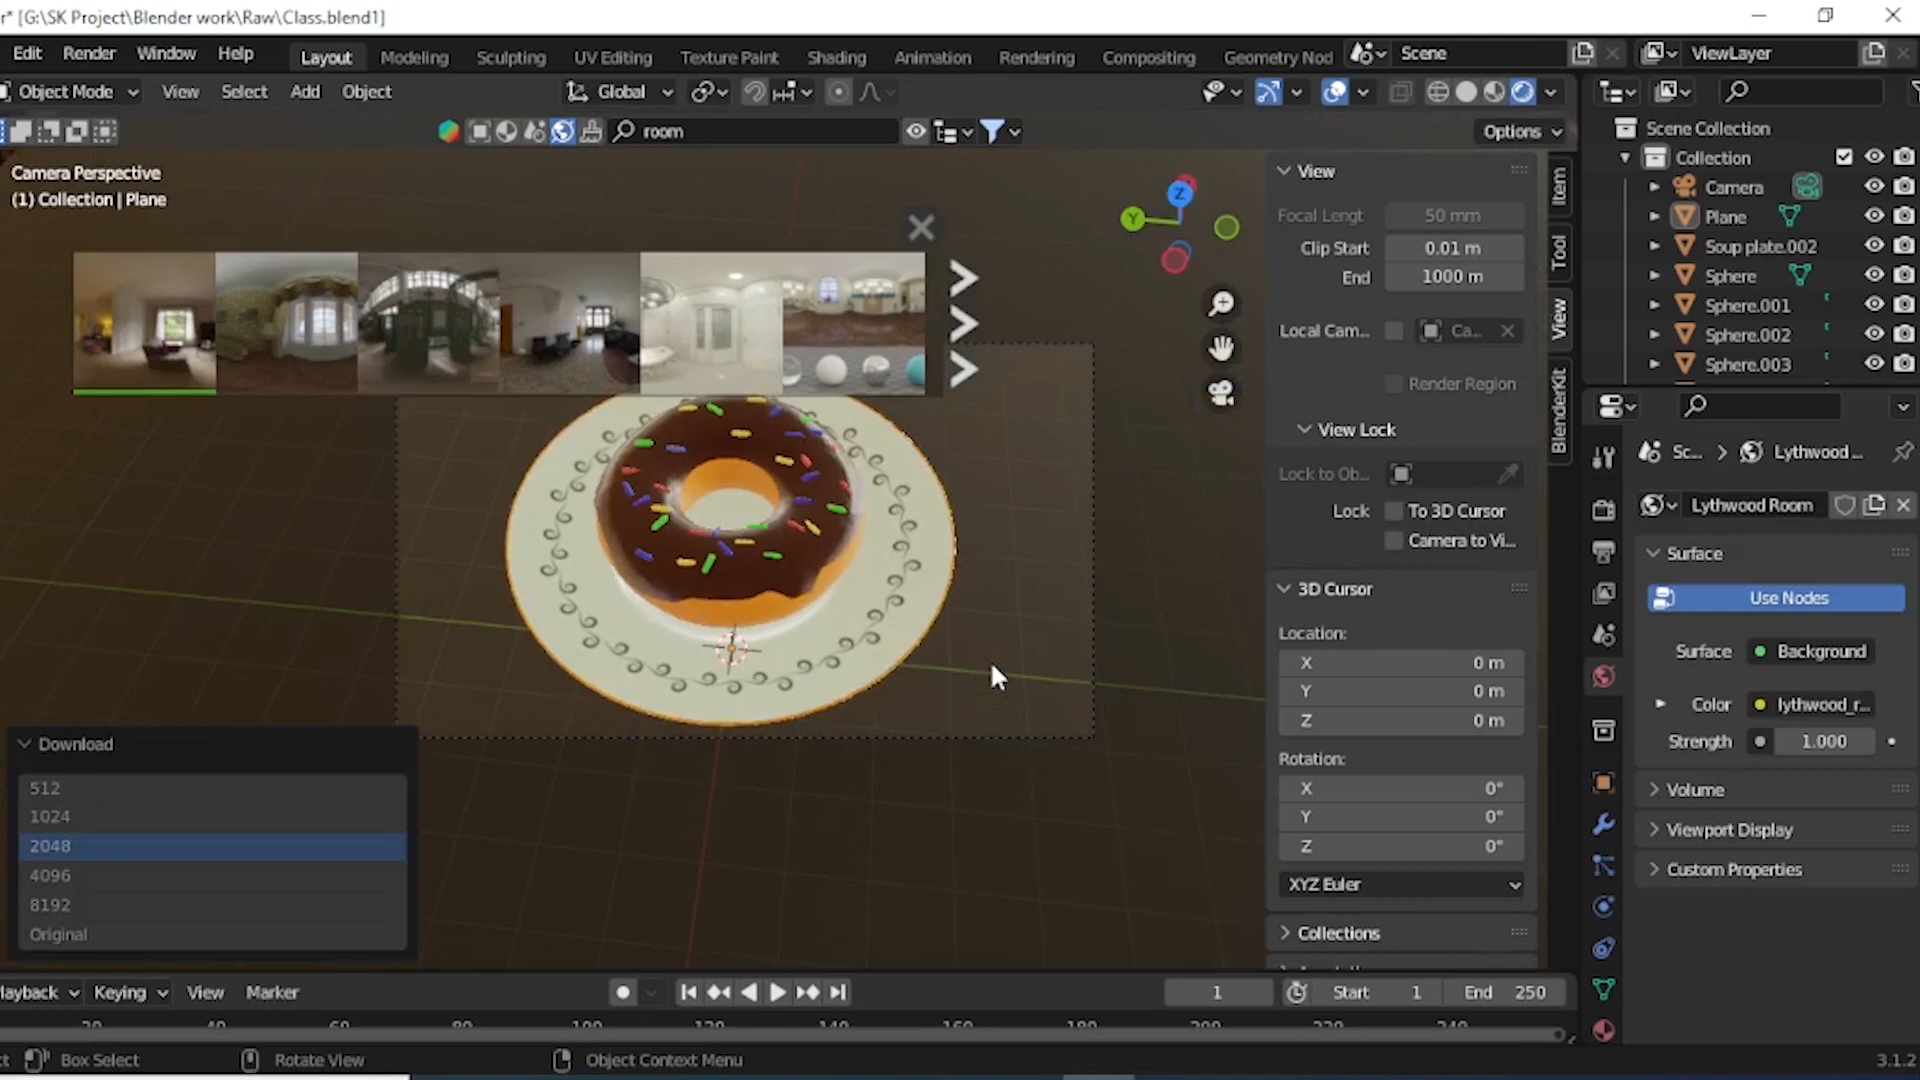 r* [G:\SK Project\Blender work\Raw\Class.blend1]
Edit Render Window Help Layout Modeling Sculpting UV Editing Texture Paint Shading Animation Rendering Compositing Geometry Nod Scene ViewLayer
Object Mode View Select Add Object Global
room Options
Camera Perspective
(1) Collection | Plane
Z
Y
View
Focal Lengt 50 mm
Clip Start 0.01 m
End 1000 m
Local Cam... Ca...
Render Region
View Lock
Lock to Ob...
Lock To 3D Cursor
Camera to Vi...
3D Cursor
Location:
X 0 m
Y 0 m
Z 0 m
Rotation:
X 0°
Y 0°
Z 0°
XYZ Euler
Collections
Item
Tool
View
BlenderKit
Scene Collection
Collection
Camera
Plane
Soup plate.002
Sphere
Sphere.001
Sphere.002
Sphere.003
Sc... Lythwood ...
Lythwood Room
Surface
Use Nodes
Surface Background
Color lythwood_r...
Strength 1.000
Volume
Viewport Display
Custom Properties
Download
512
1024
2048
4096
8192
Original
layback Keying View Marker 1 Start 1 End 250
Box Select Rotate View Object Context Menu 3.1.2